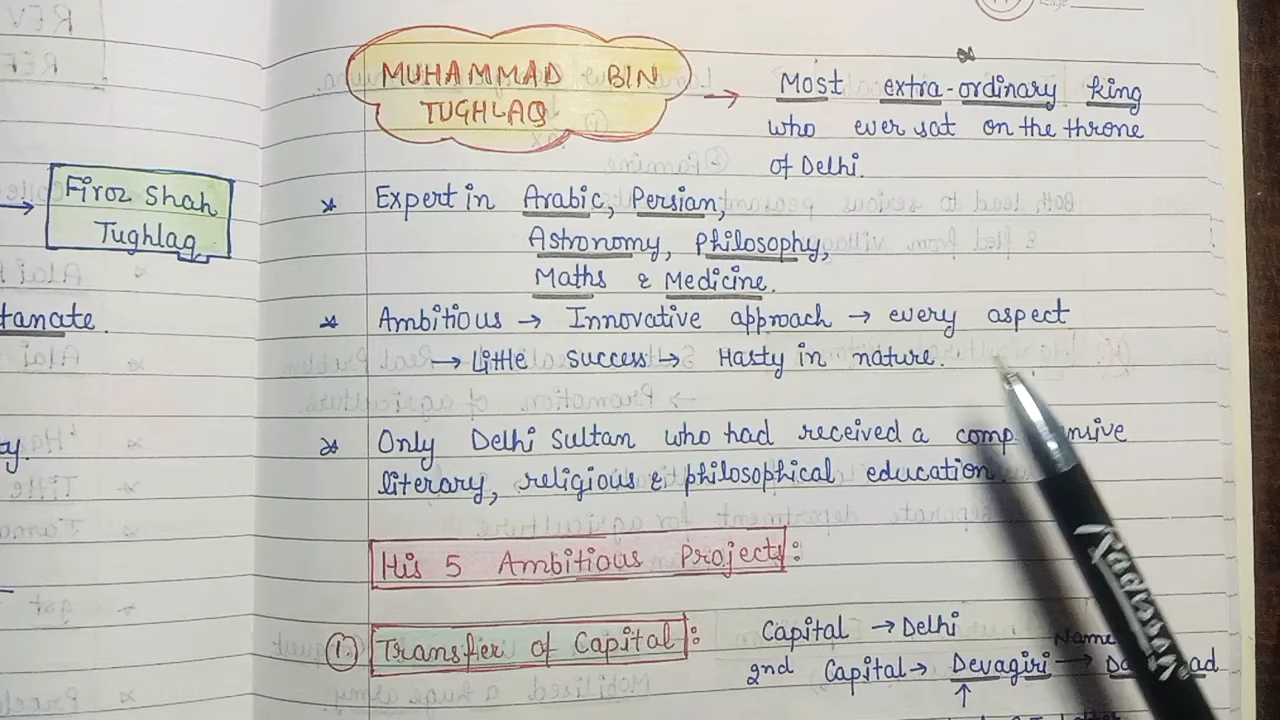 MUHAMMAD BIN
TUGHLAQ
→ Most extra-ordinary king
who ever sat on the throne
of Delhi.
→ Firoz Shah
Tughlaq
* Expert in Arabic, Persian,
Astronomy, Philosophy,
Maths & Medicine.
tanate.
* Ambitious → Innovative approach → every aspect
→ Little success → Hasty in nature.
* Only Delhi Sultan who had received a
literary, religious & philosophical education.
His 5 Ambitious Projects:
1. Transfer of Capital:
Capital → Delhi
2nd Capital → Devagiri → Name
Radisson